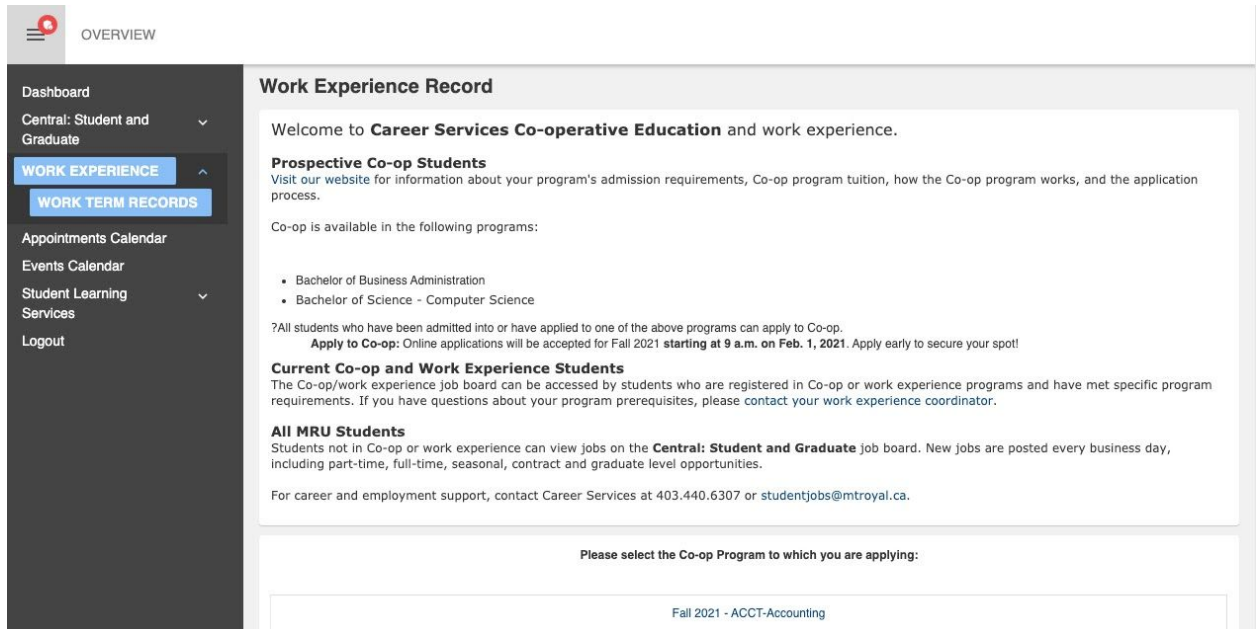 OVERVIEW
Dashboard
Central: Student and
Graduate
WORK EXPERIENCE
WORK TERM RECORDS
Appointments Calendar
Events Calendar
Student Learning
Services
Logout
Work Experience Record
Welcome to Career Services Co-operative Education and work experience.
Prospective Co-op Students
Visit our website for information about your program's admission requirements, Co-op program tuition, how the Co-op program works, and the application
process.
Co-op is available in the following programs:
• Bachelor of Business Administration
• Bachelor of Science - Computer Science
?All students who have been admitted into or have applied to one of the above programs can apply to Co-op.
Apply to Co-op: Online applications will be accepted for Fall 2021 starting at 9 a.m. on Feb. 1, 2021. Apply early to secure your spot!
Current Co-op and Work Experience Students
The Co-op/work experience job board can be accessed by students who are registered in Co-op or work experience programs and have met specific program
requirements. If you have questions about your program prerequisites, please contact your work experience coordinator.
All MRU Students
Students not in Co-op or work experience can view jobs on the Central: Student and Graduate job board. New jobs are posted every business day,
including part-time, full-time, seasonal, contract and graduate level opportunities.
For career and employment support, contact Career Services at 403.440.6307 or studentjobs@mtroyal.ca.
Please select the Co-op Program to which you are applying:
Fall 2021 - ACCT-Accounting